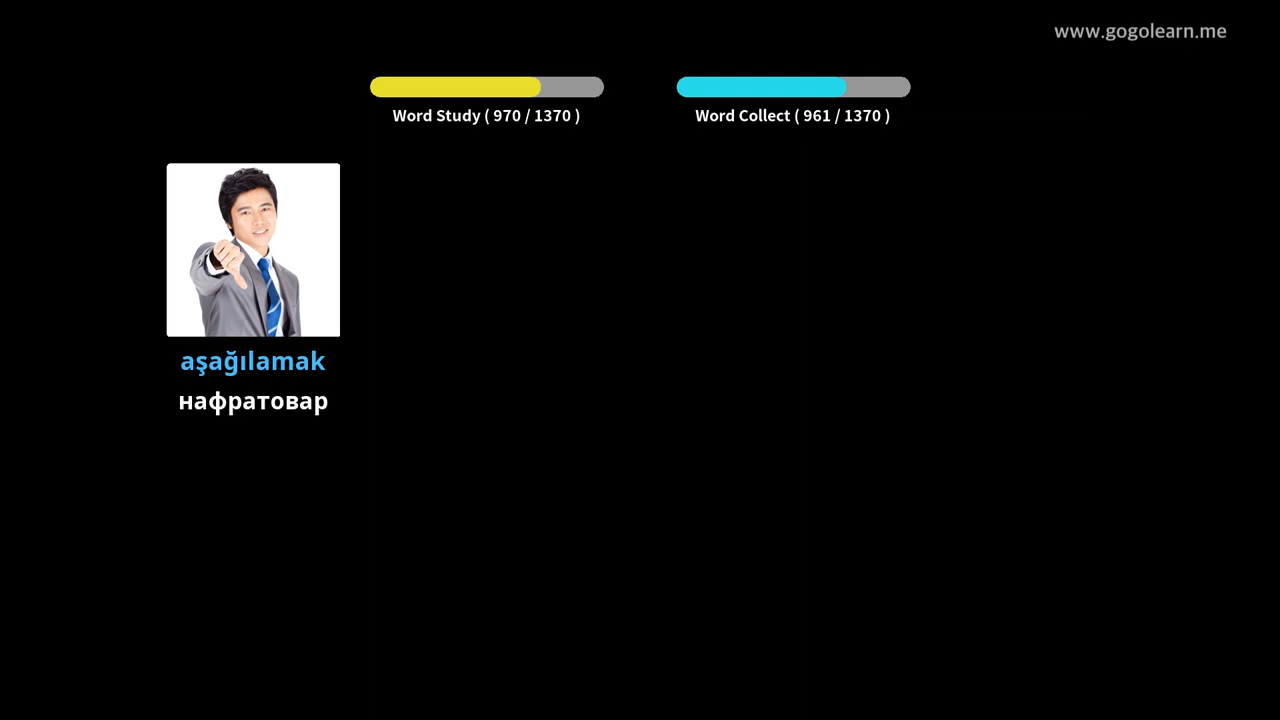 www.gogolearn.me
Word Study ( 970 / 1370 )
Word Collect ( 961 / 1370 )
aşağılamak
нафратовар